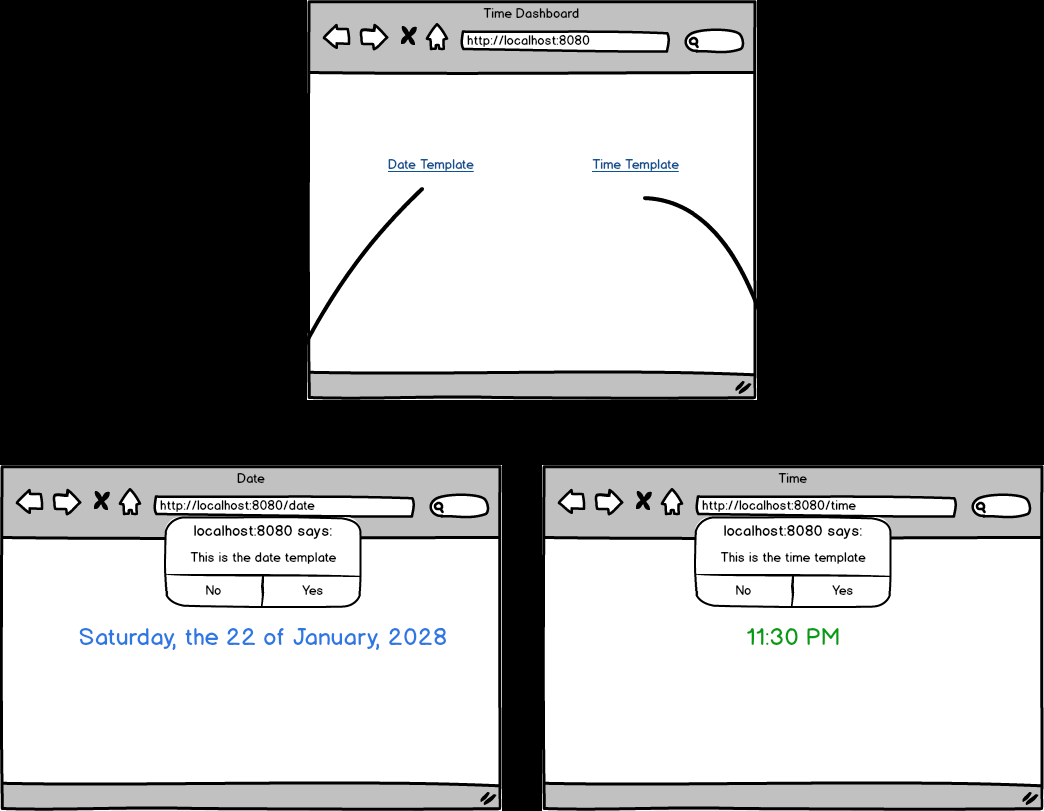 Time Dashboard
http://localhost:8080
Date Template
Time Template
Date
http://localhost:8080/date
localhost:8080 says:
This is the date template
No
Yes
Saturday, the 22 of January, 2028
Time
http://localhost:8080/time
localhost:8080 says:
This is the time template
No
Yes
11:30 PM